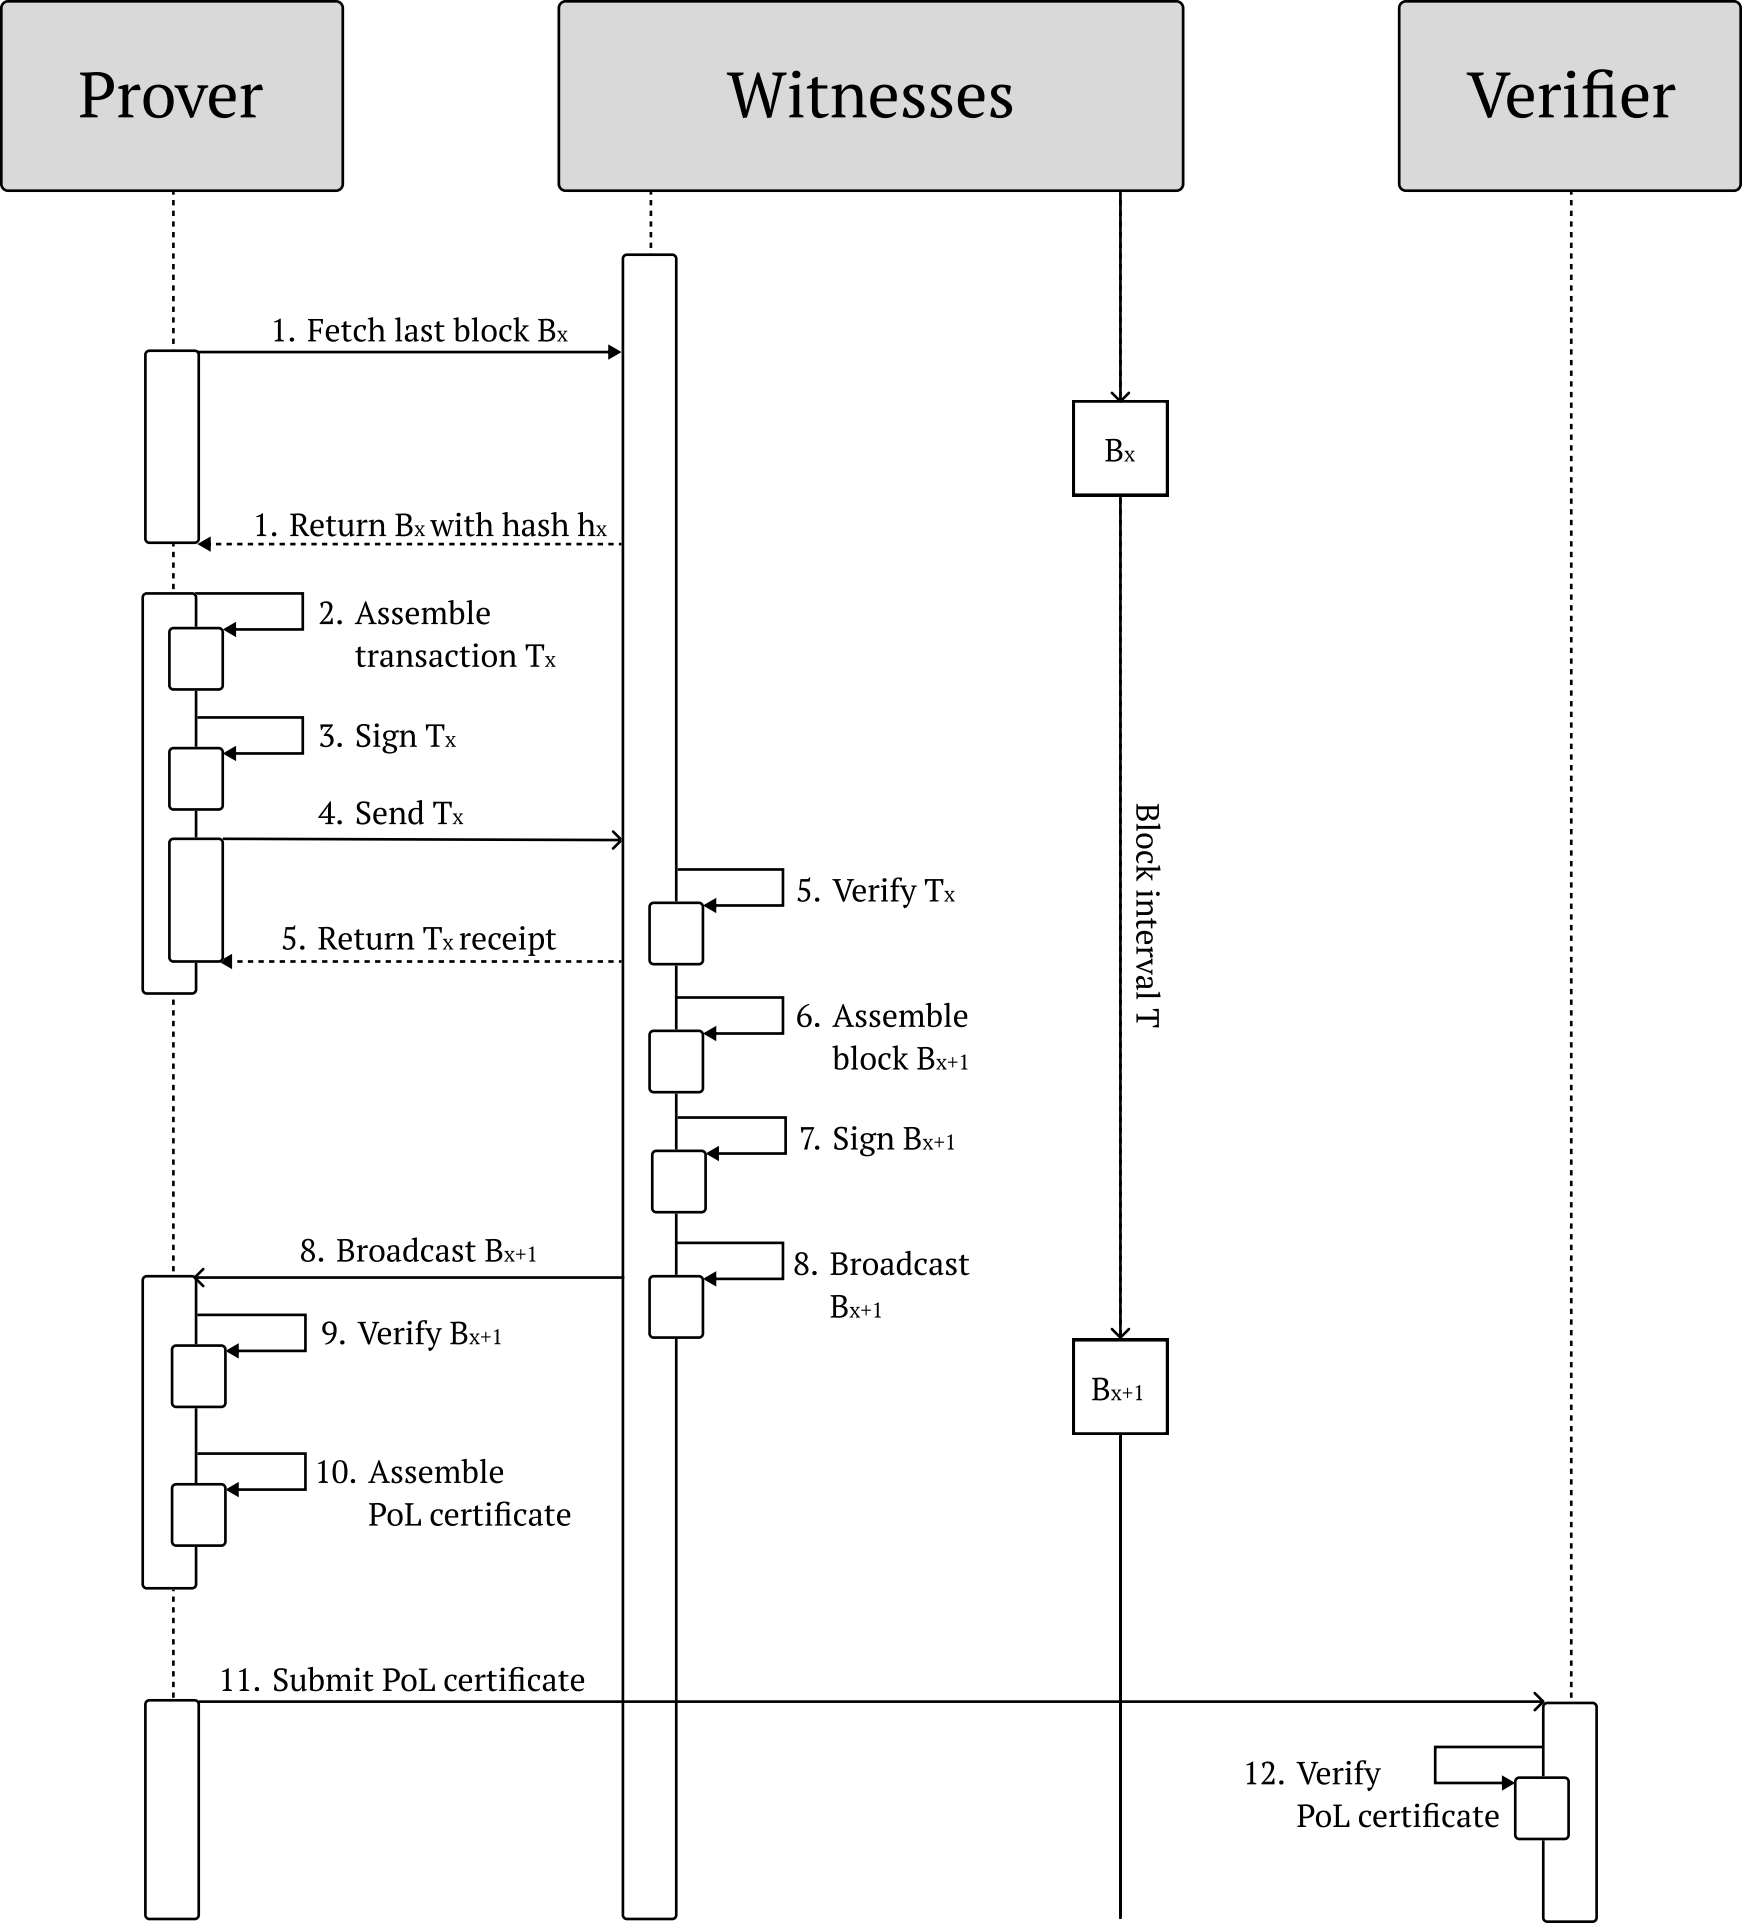 Prover
Witnesses
Verifier
1. Fetch last block Bx
Bx
1. Return Bx with hash hx
2. Assemble
transaction Tx
3. Sign Tx
4. Send Tx
Block interval T
5. Verify Tx
5. Return Tx receipt
6. Assemble
block Bx+1
7. Sign Bx+1
8. Broadcast Bx+1
8. Broadcast
Bx+1
9. Verify Bx+1
Bx+1
10. Assemble
PoL certificate
11. Submit PoL certificate
12. Verify
PoL certificate